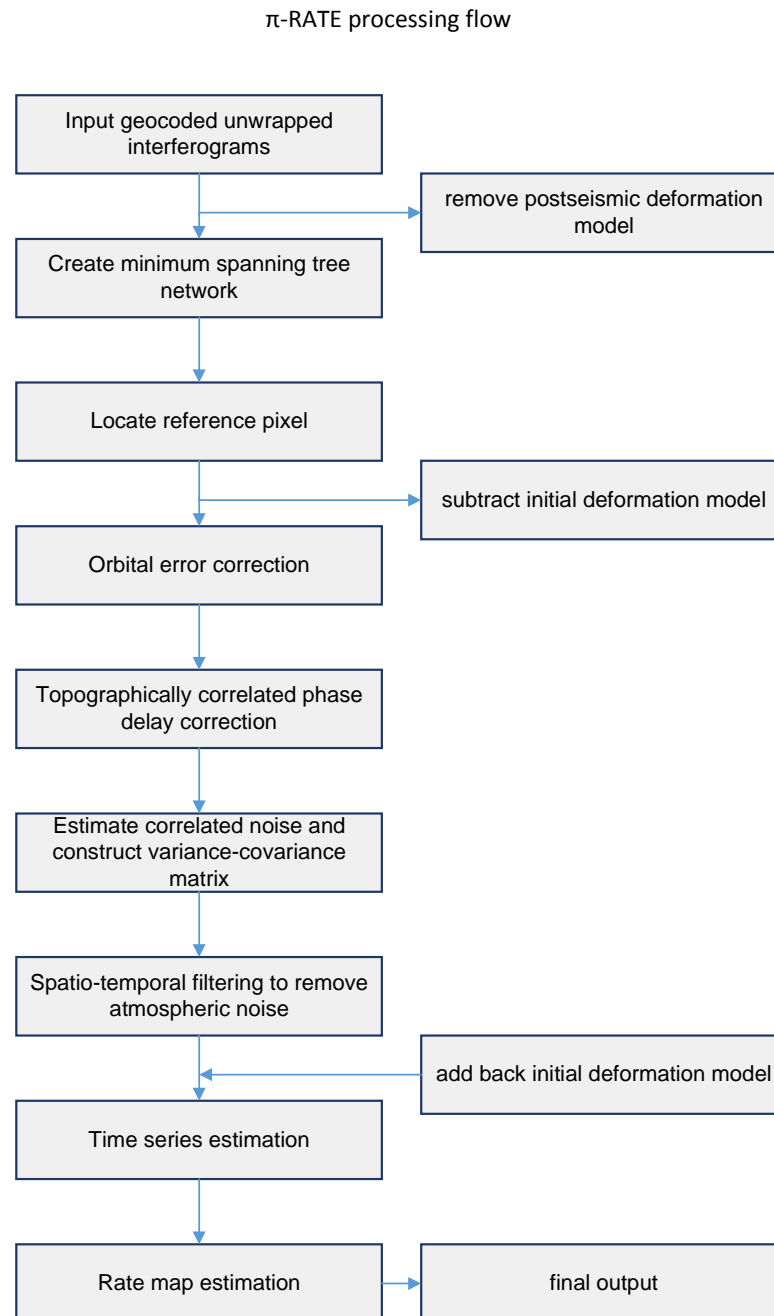 π-RATE processing flow
Input geocoded unwrapped
interferograms
remove postseismic deformation
model
Create minimum spanning tree
network
Locate reference pixel
subtract initial deformation model
Orbital error correction
Topographically correlated phase
delay correction
Estimate correlated noise and
construct variance-covariance
matrix
Spatio-temporal filtering to remove
atmospheric noise
add back initial deformation model
Time series estimation
Rate map estimation
final output